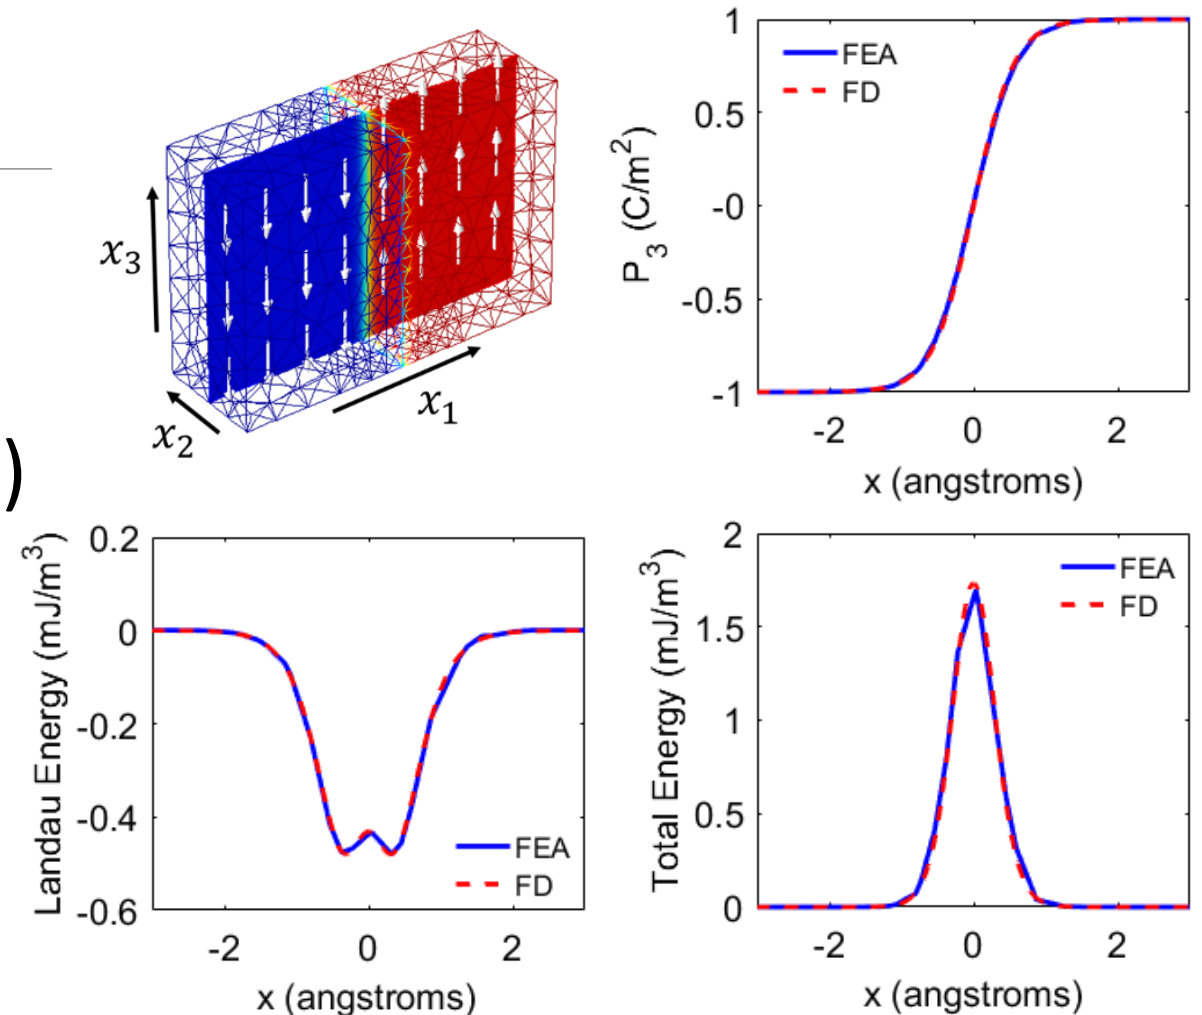 x₃
x₂
x₁
)
1
0.5
-0
-0.5
-1
P₃ (C/m²)
FEA
FD
-2
0
2
x (angstroms)
0.2
0
-0.2
-0.4
-0.6
Landau Energy (mJ/m³)
FEA
FD
-2
0
2
x (angstroms)
2
1.5
1
0.5
0
Total Energy (mJ/m³)
FEA
FD
-2
0
2
x (angstroms)